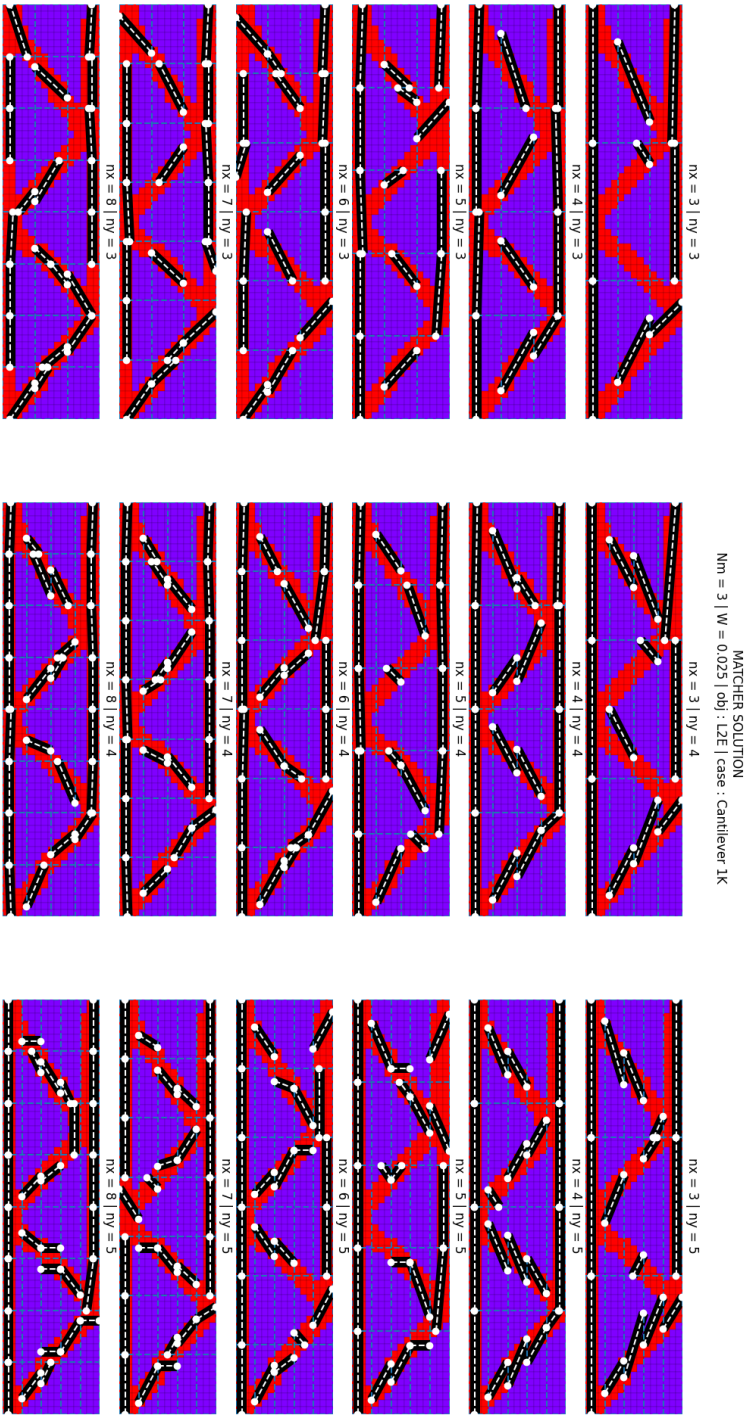 MATCHER SOLUTION
Nm = 3 | W = 0.025 | obj : L2E | case : Cantilever 1K
nx = 3 | ny = 3
nx = 3 | ny = 4
nx = 3 | ny = 5
nx = 4 | ny = 3
nx = 4 | ny = 4
nx = 4 | ny = 5
nx = 5 | ny = 3
nx = 5 | ny = 4
nx = 5 | ny = 5
nx = 6 | ny = 3
nx = 6 | ny = 4
nx = 6 | ny = 5
nx = 7 | ny = 3
nx = 7 | ny = 4
nx = 7 | ny = 5
nx = 8 | ny = 3
nx = 8 | ny = 4
nx = 8 | ny = 5